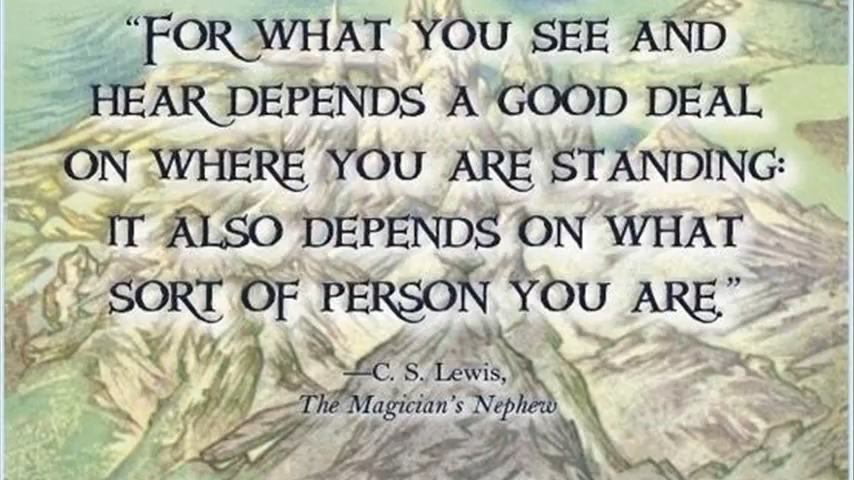 “FOR WHAT YOU SEE AND
HEAR DEPENDS A GOOD DEAL
ON WHERE YOU ARE STANDING:
IT ALSO DEPENDS ON WHAT
SORT OF PERSON YOU ARE.”
—C. S. Lewis,
The Magician's Nephew